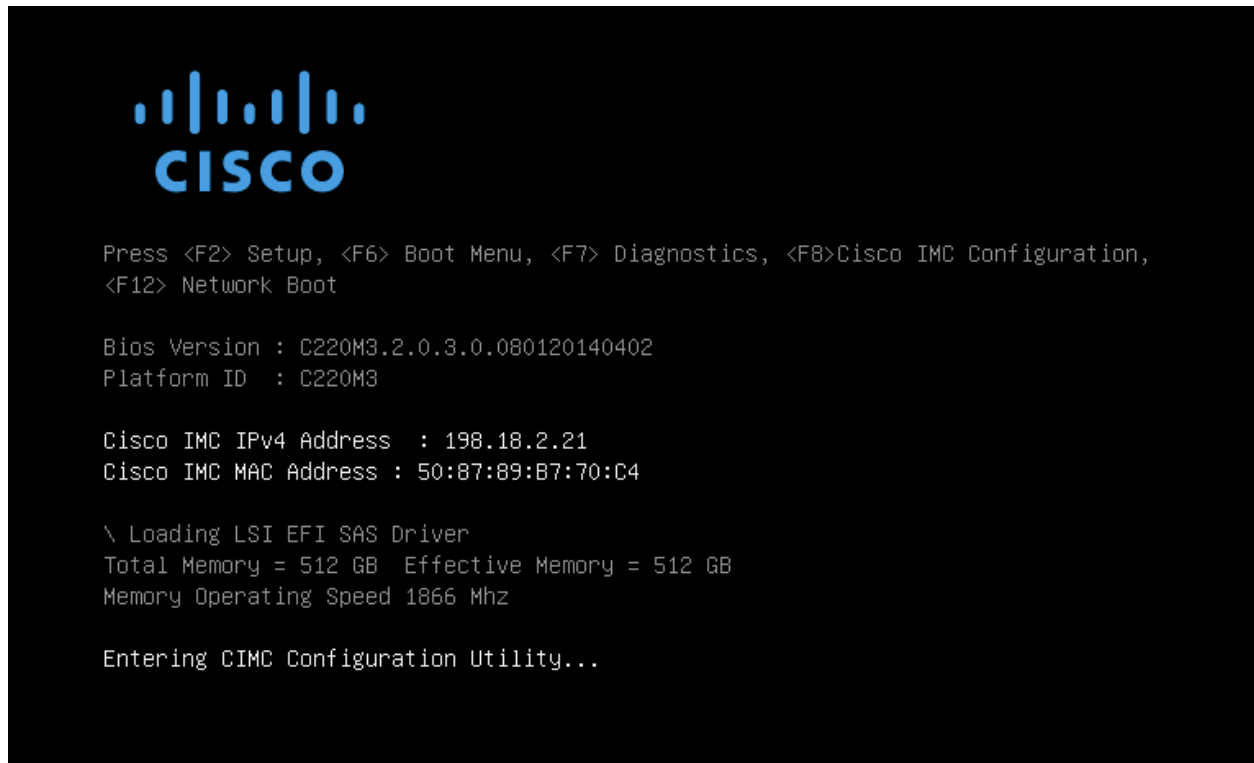 CISCO
Press <F2> Setup, <F6> Boot Menu, <F7> Diagnostics, <F8>Cisco IMC Configuration,
<F12> Network Boot
Bios Version : C220M3.2.0.3.0.080120140402
Platform ID  : C220M3
Cisco IMC IPv4 Address  : 198.18.2.21
Cisco IMC MAC Address : 50:87:89:B7:70:C4
\ Loading LSI EFI SAS Driver
Total Memory = 512 GB  Effective Memory = 512 GB
Memory Operating Speed 1866 Mhz
Entering CIMC Configuration Utility...